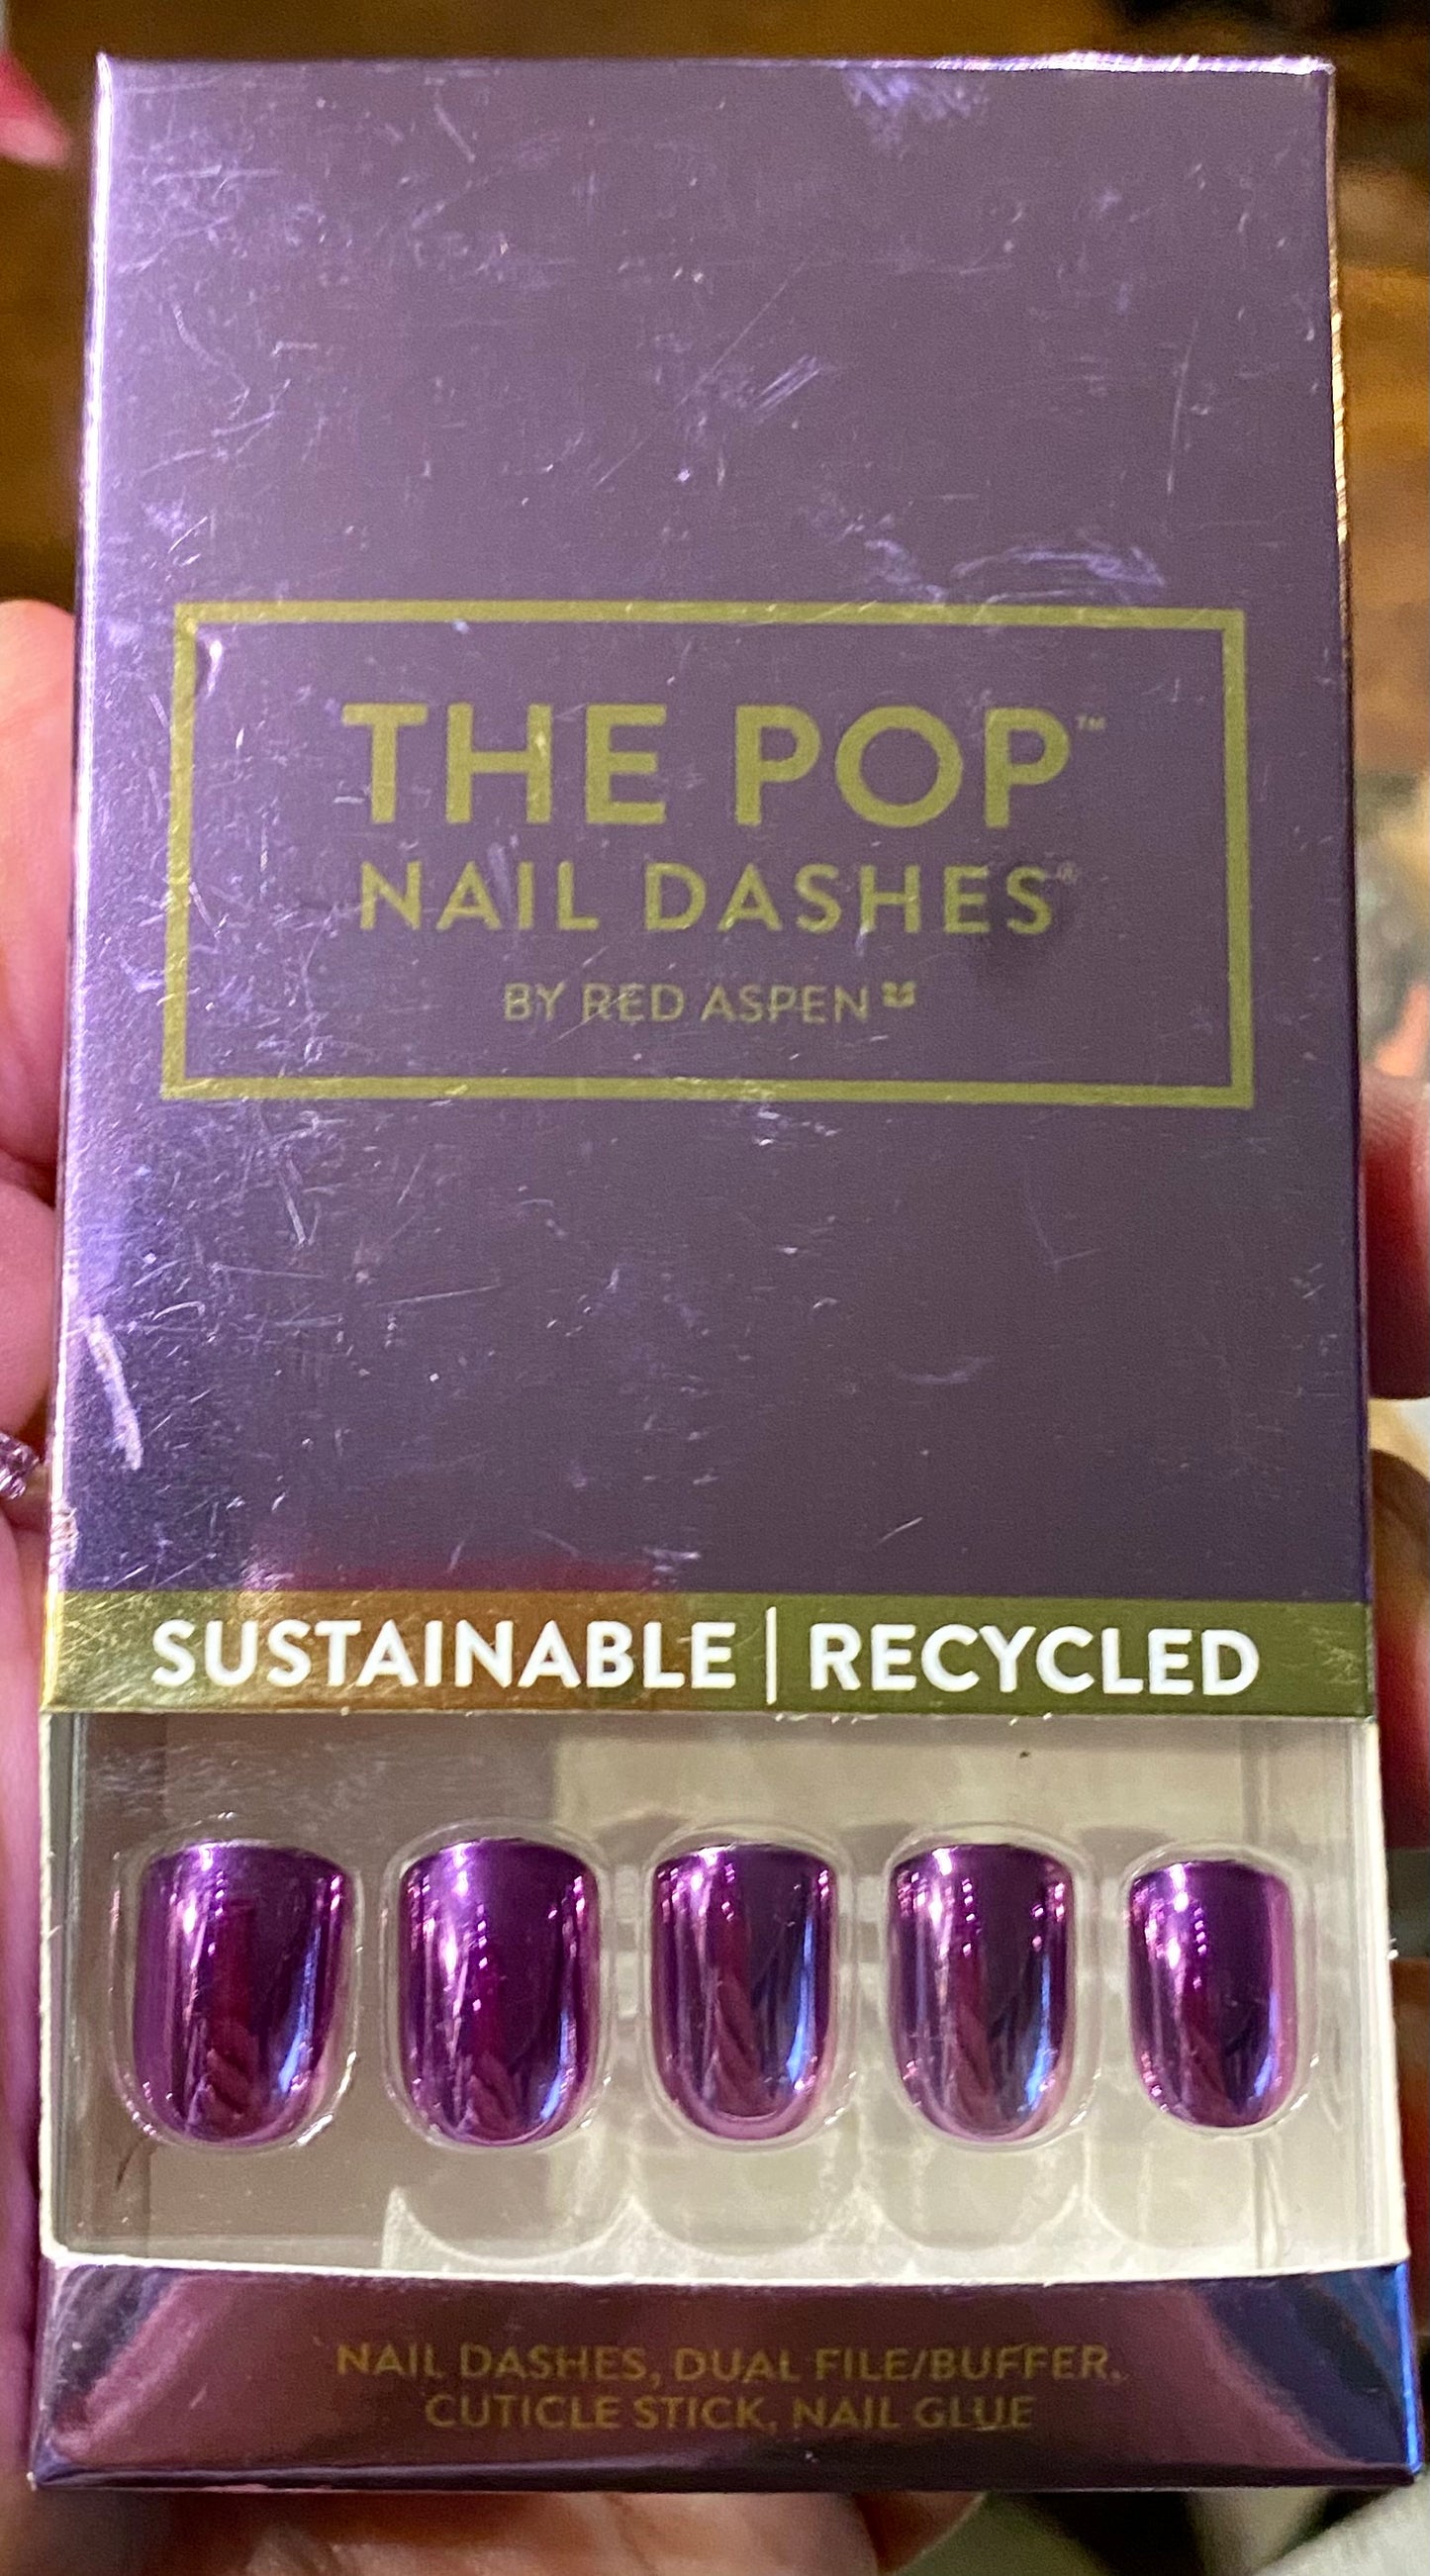 THE POP™
NAIL DASHES®
BY RED ASPEN
SUSTAINABLE | RECYCLED
NAIL DASHES, DUAL FILE/BUFFER,
CUTICLE STICK, NAIL GLUE